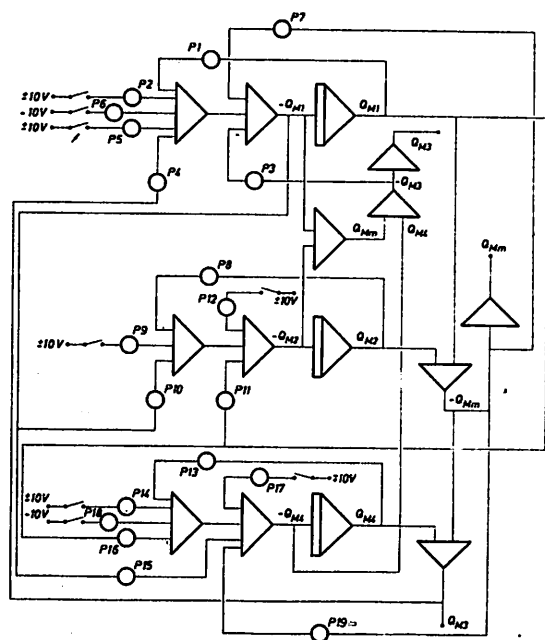 P7
P1
±10V P2
-Q_M1 Q_M1
-10V P6
±10V P5
Q_M3
P4 P3 -Q_M3
Q_Mm Q_M4
Q_Mm
P8
P12 ±10V
±10V P9 -Q_M2 Q_M2
P10 P11
-Q_Mm
P13
P17 ±10V
±10V P14
-10V P18 -Q_M4 Q_M4
P16
P15
Q_M3
P19